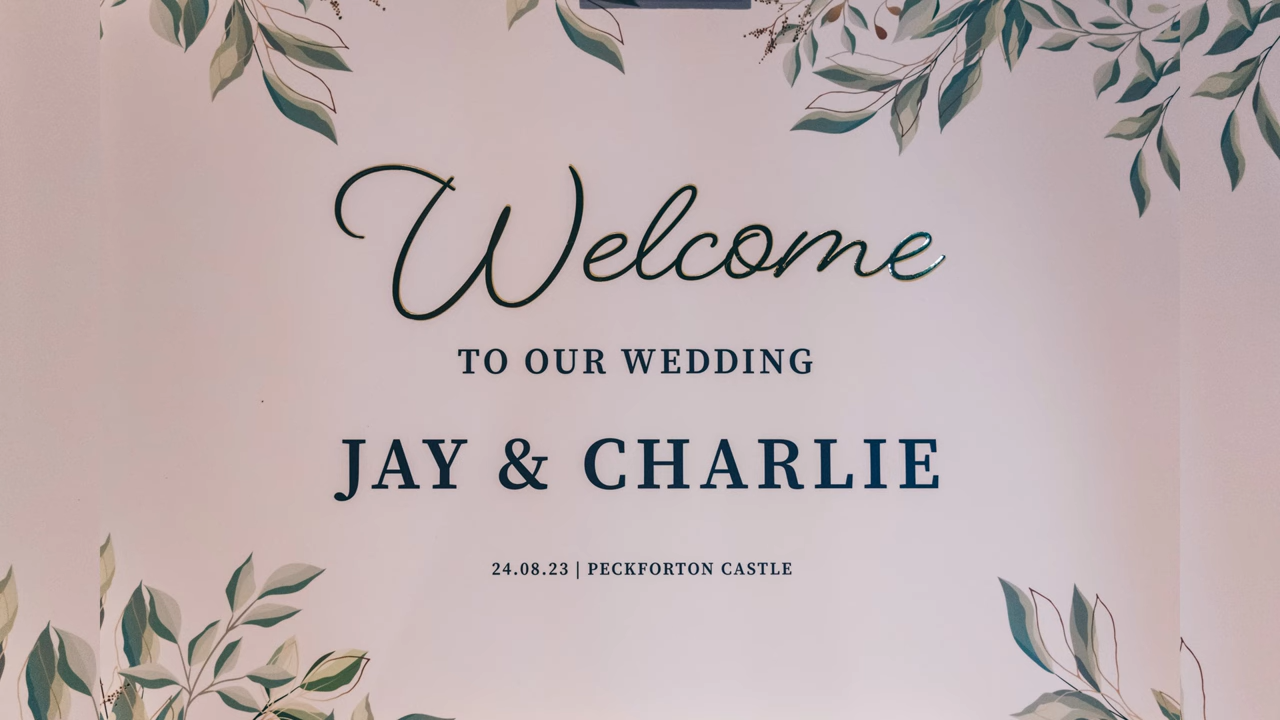 Welcome
TO OUR WEDDING
JAY & CHARLIE
24.08.23 | PECKFORTON CASTLE